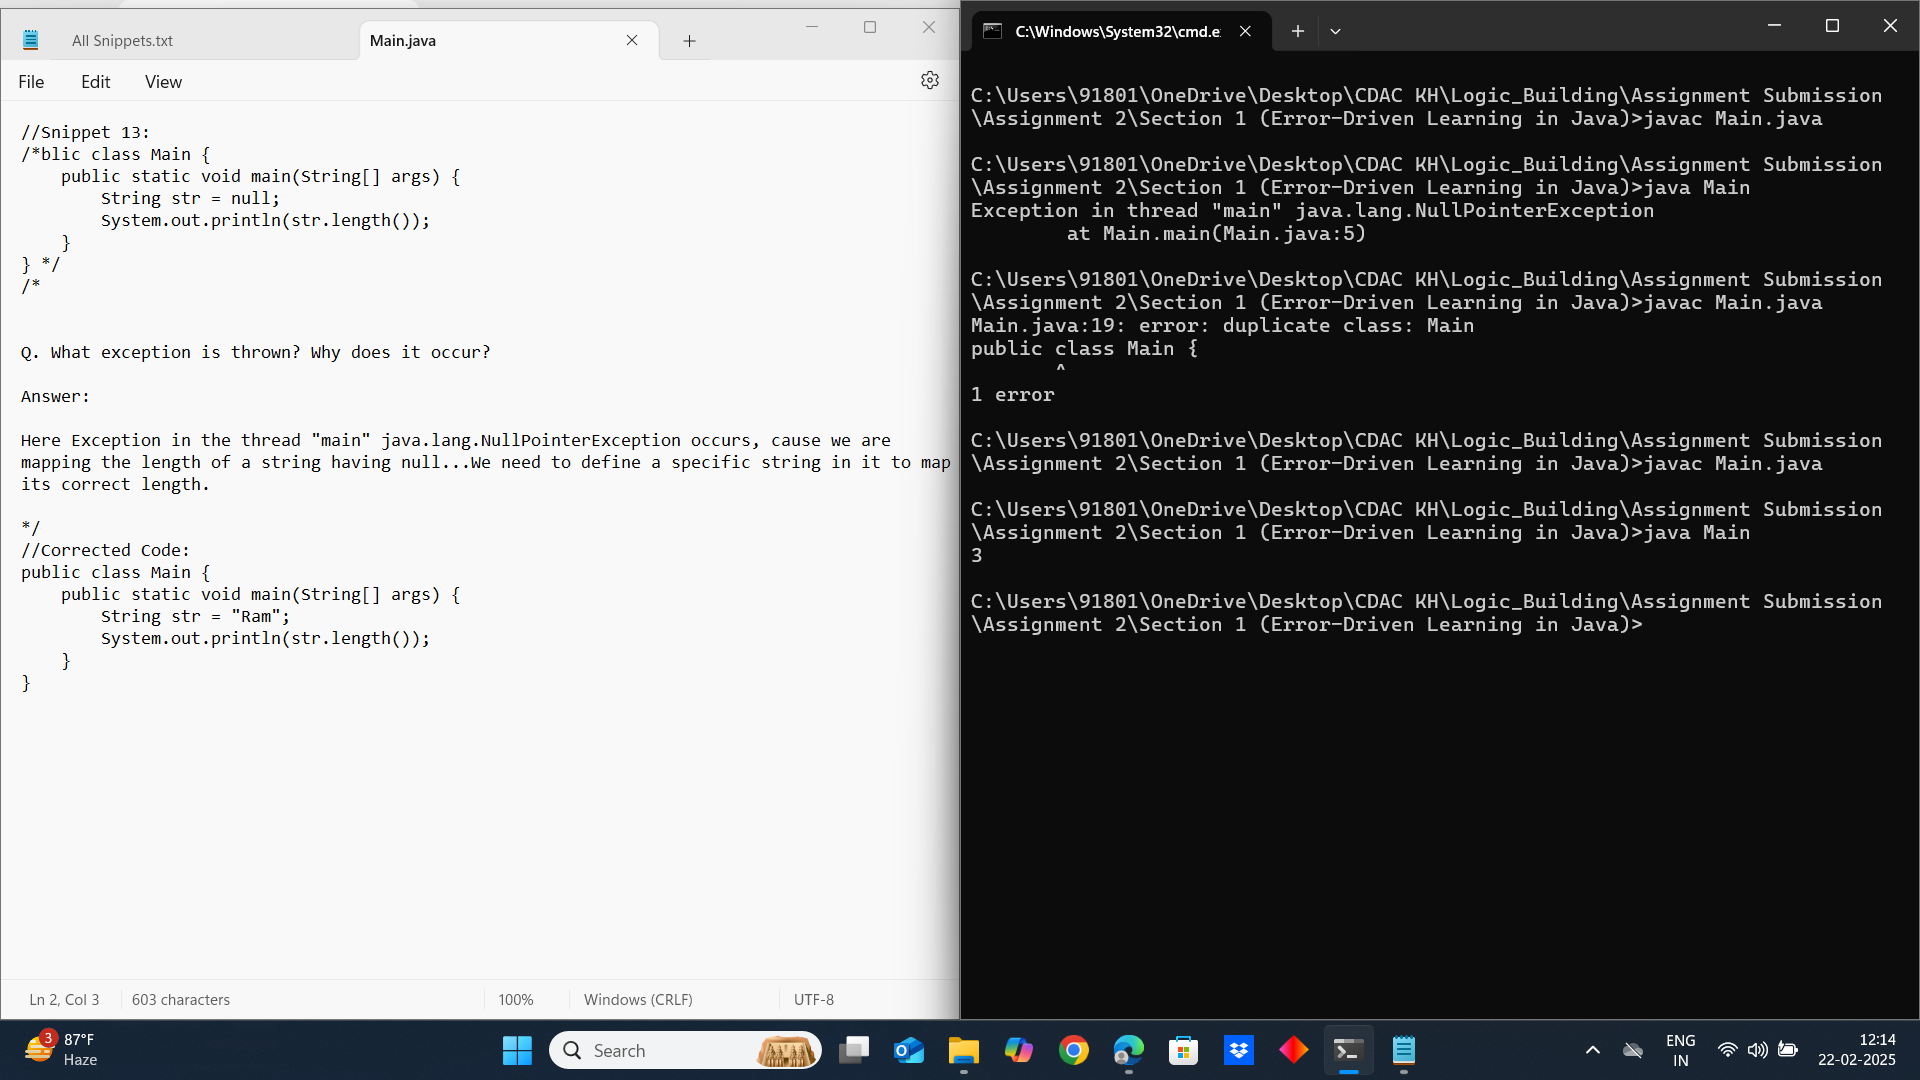 All Snippets.txt
Main.java
File
Edit
View
//Snippet 13:
/*blic class Main {
    public static void main(String[] args) {
        String str = null;
        System.out.println(str.length());
    }
} */
/*
Q. What exception is thrown? Why does it occur?
Answer:
Here Exception in the thread "main" java.lang.NullPointerException occurs, cause we are
mapping the length of a string having null...We need to define a specific string in it to map
its correct length.
*/
//Corrected Code:
public class Main {
    public static void main(String[] args) {
        String str = "Ram";
        System.out.println(str.length());
    }
}
Ln 2, Col 3
603 characters
100%
Windows (CRLF)
UTF-8
C:\Windows\System32\cmd.e
C:\Users\91801\OneDrive\Desktop\CDAC KH\Logic_Building\Assignment Submission
\Assignment 2\Section 1 (Error-Driven Learning in Java)>javac Main.java
C:\Users\91801\OneDrive\Desktop\CDAC KH\Logic_Building\Assignment Submission
\Assignment 2\Section 1 (Error-Driven Learning in Java)>java Main
Exception in thread "main" java.lang.NullPointerException
        at Main.main(Main.java:5)
C:\Users\91801\OneDrive\Desktop\CDAC KH\Logic_Building\Assignment Submission
\Assignment 2\Section 1 (Error-Driven Learning in Java)>javac Main.java
Main.java:19: error: duplicate class: Main
public class Main {
       ^
1 error
C:\Users\91801\OneDrive\Desktop\CDAC KH\Logic_Building\Assignment Submission
\Assignment 2\Section 1 (Error-Driven Learning in Java)>javac Main.java
C:\Users\91801\OneDrive\Desktop\CDAC KH\Logic_Building\Assignment Submission
\Assignment 2\Section 1 (Error-Driven Learning in Java)>java Main
3
C:\Users\91801\OneDrive\Desktop\CDAC KH\Logic_Building\Assignment Submission
\Assignment 2\Section 1 (Error-Driven Learning in Java)>
3
87°F
Haze
Search
ENG
IN
12:14
22-02-2025